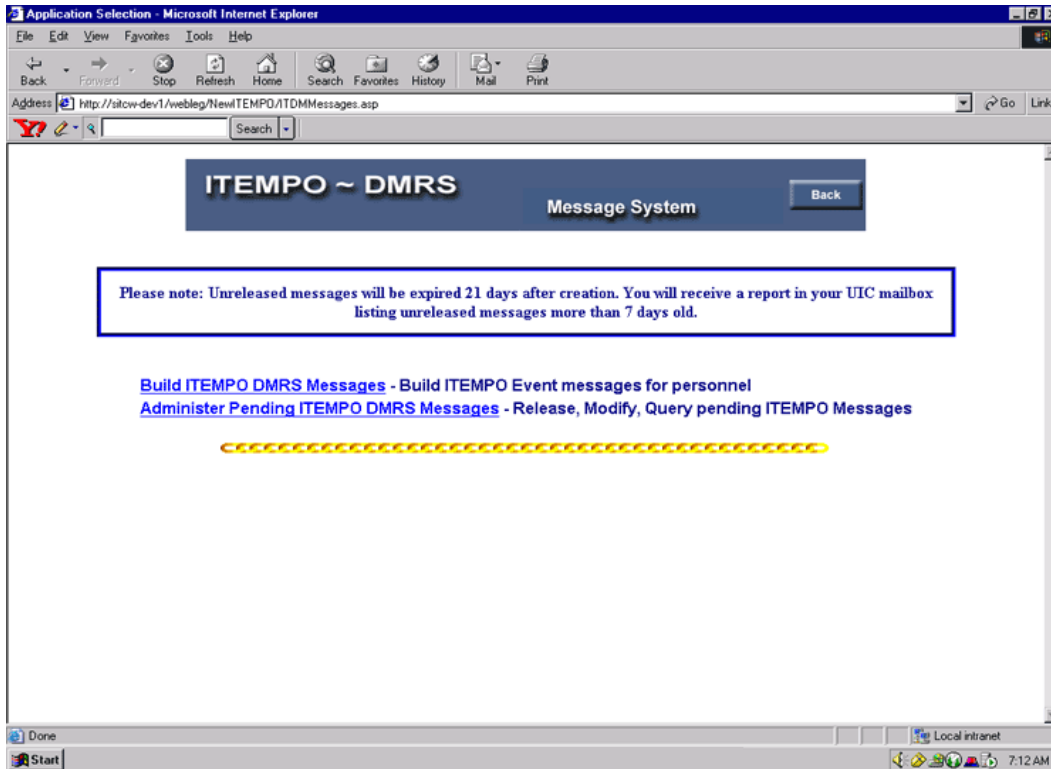 Application Selection - Microsoft Internet Explorer
File Edit View Favorites Tools Help
Back Forward Stop Refresh Home Search Favorites History Mail Print
Address http://sitcw-dev1/webleg/NewITEMPO/ITDMMessages.asp Go Link
Y! Search
ITEMPO ~ DMRS
Message System
Back
Please note: Unreleased messages will be expired 21 days after creation. You will receive a report in your UIC mailbox
listing unreleased messages more than 7 days old.
Build ITEMPO DMRS Messages - Build ITEMPO Event messages for personnel
Administer Pending ITEMPO DMRS Messages - Release, Modify, Query pending ITEMPO Messages
Done Local intranet
Start 7:12 AM